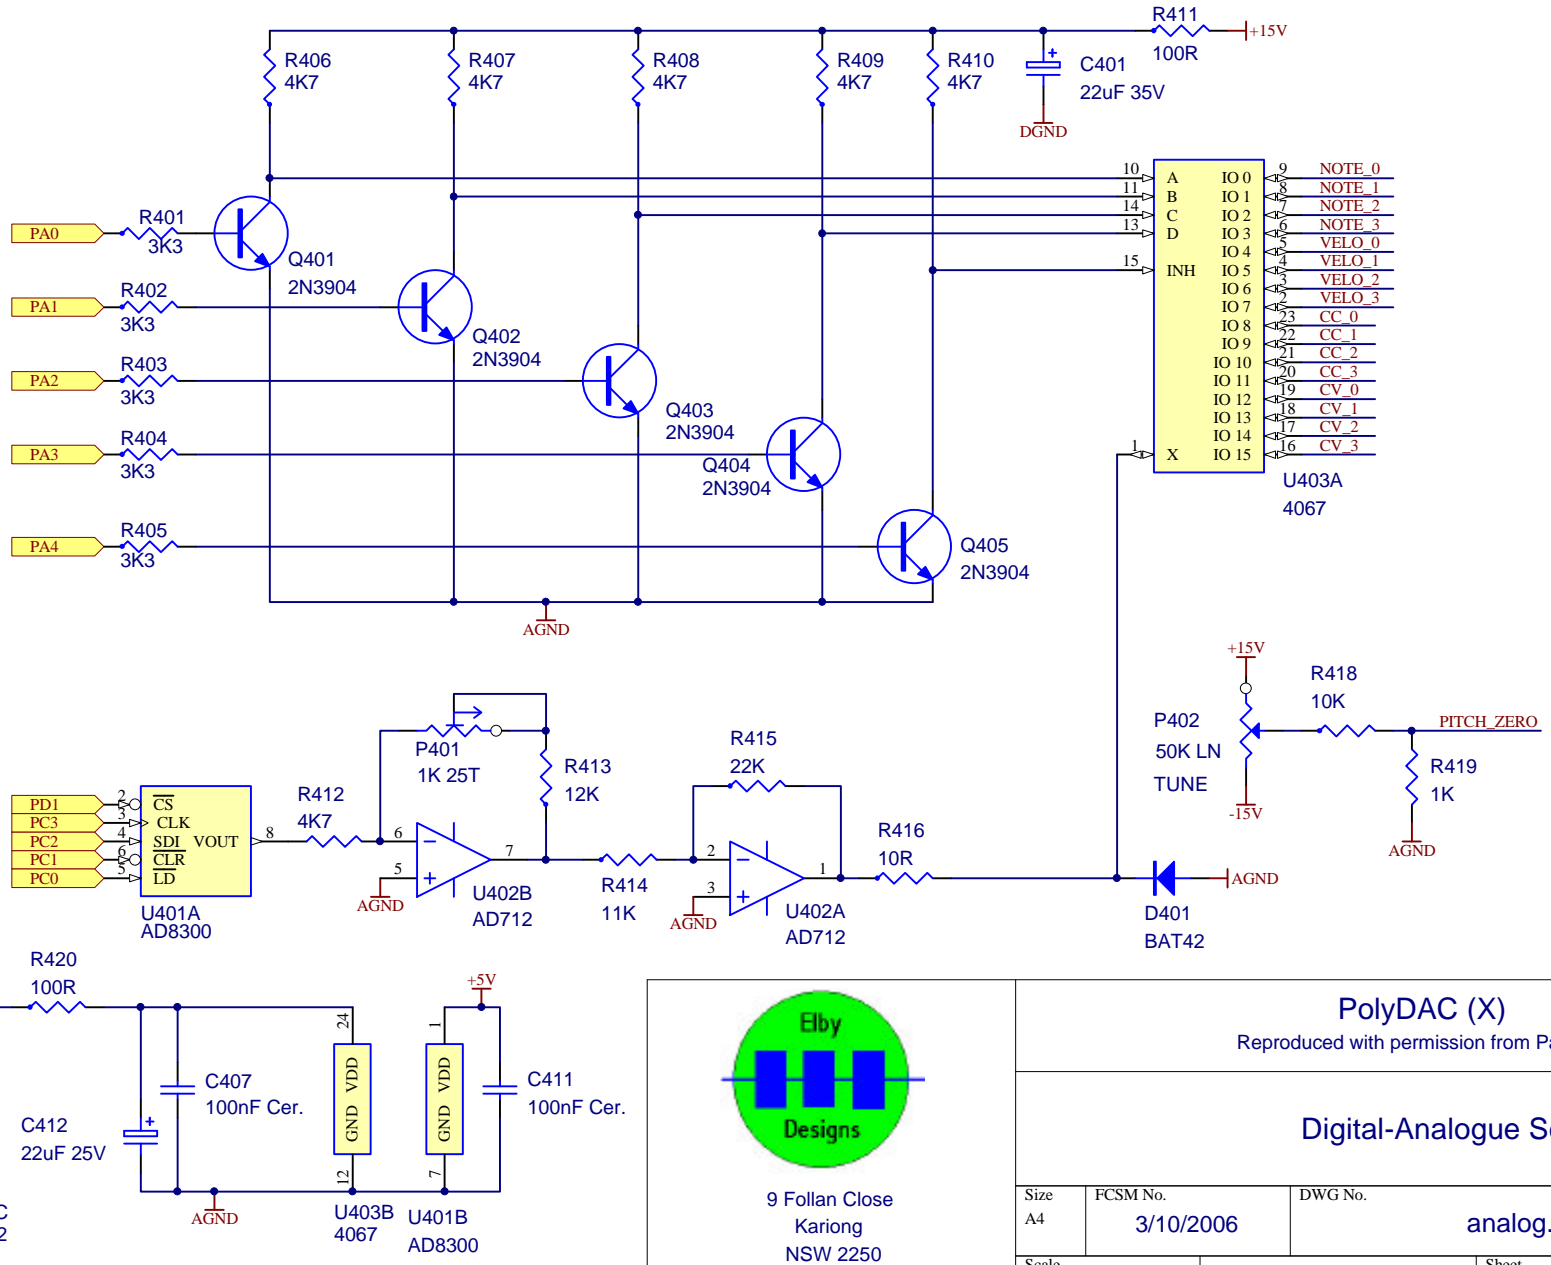 R411
+15V
100R
R406
4K7
R407
4K7
R408
4K7
R409
4K7
R410
4K7
+
C401
22uF 35V
DGND
10 A IO 0 9 NOTE_0
11 B IO 1 8 NOTE_1
14 C IO 2 7 NOTE_2
13 D IO 3 6 NOTE_3
IO 4 5 VELO_0
15 INH IO 5 4 VELO_1
IO 6 3 VELO_2
IO 7 2 VELO_3
IO 8 23 CC_0
IO 9 22 CC_1
IO 10 21 CC_2
IO 11 20 CC_3
IO 12 19 CV_0
IO 13 18 CV_1
IO 14 17 CV_2
1 X IO 15 16 CV_3
U403A
4067
PA0
R401
3K3
Q401
2N3904
PA1
R402
3K3
Q402
2N3904
PA2
R403
3K3
Q403
2N3904
PA3
R404
3K3
Q404
2N3904
PA4
R405
3K3
Q405
2N3904
AGND
+15V
P402
50K LN
TUNE
-15V
R418
10K
PITCH_ZERO
R419
1K
AGND
PD1 2 CS
PC3 3 CLK
PC2 4 SDI VOUT 8
PC1 6 CLR
PC0 5 LD
U401A
AD8300
R412
4K7
P401
1K 25T
R413
12K
6 −
5 +
7
AGND
U402B
AD712
R414
11K
R415
22K
2 −
3 +
1
AGND
U402A
AD712
R416
10R
AGND
D401
BAT42
R420
100R
+
C412
22uF 25V
C407
100nF Cer.
AGND
24
GND VDD
12
U403B
4067
+5V
1
GND VDD
7
U401B
AD8300
C411
100nF Cer.
C
2
Elby
Designs
9 Follan Close
Kariong
NSW 2250
PolyDAC (X)
Reproduced with permission from Pa
Digital-Analogue S
Size
A4
FCSM No.
3/10/2006
DWG No.
analog.
Scale
Sheet